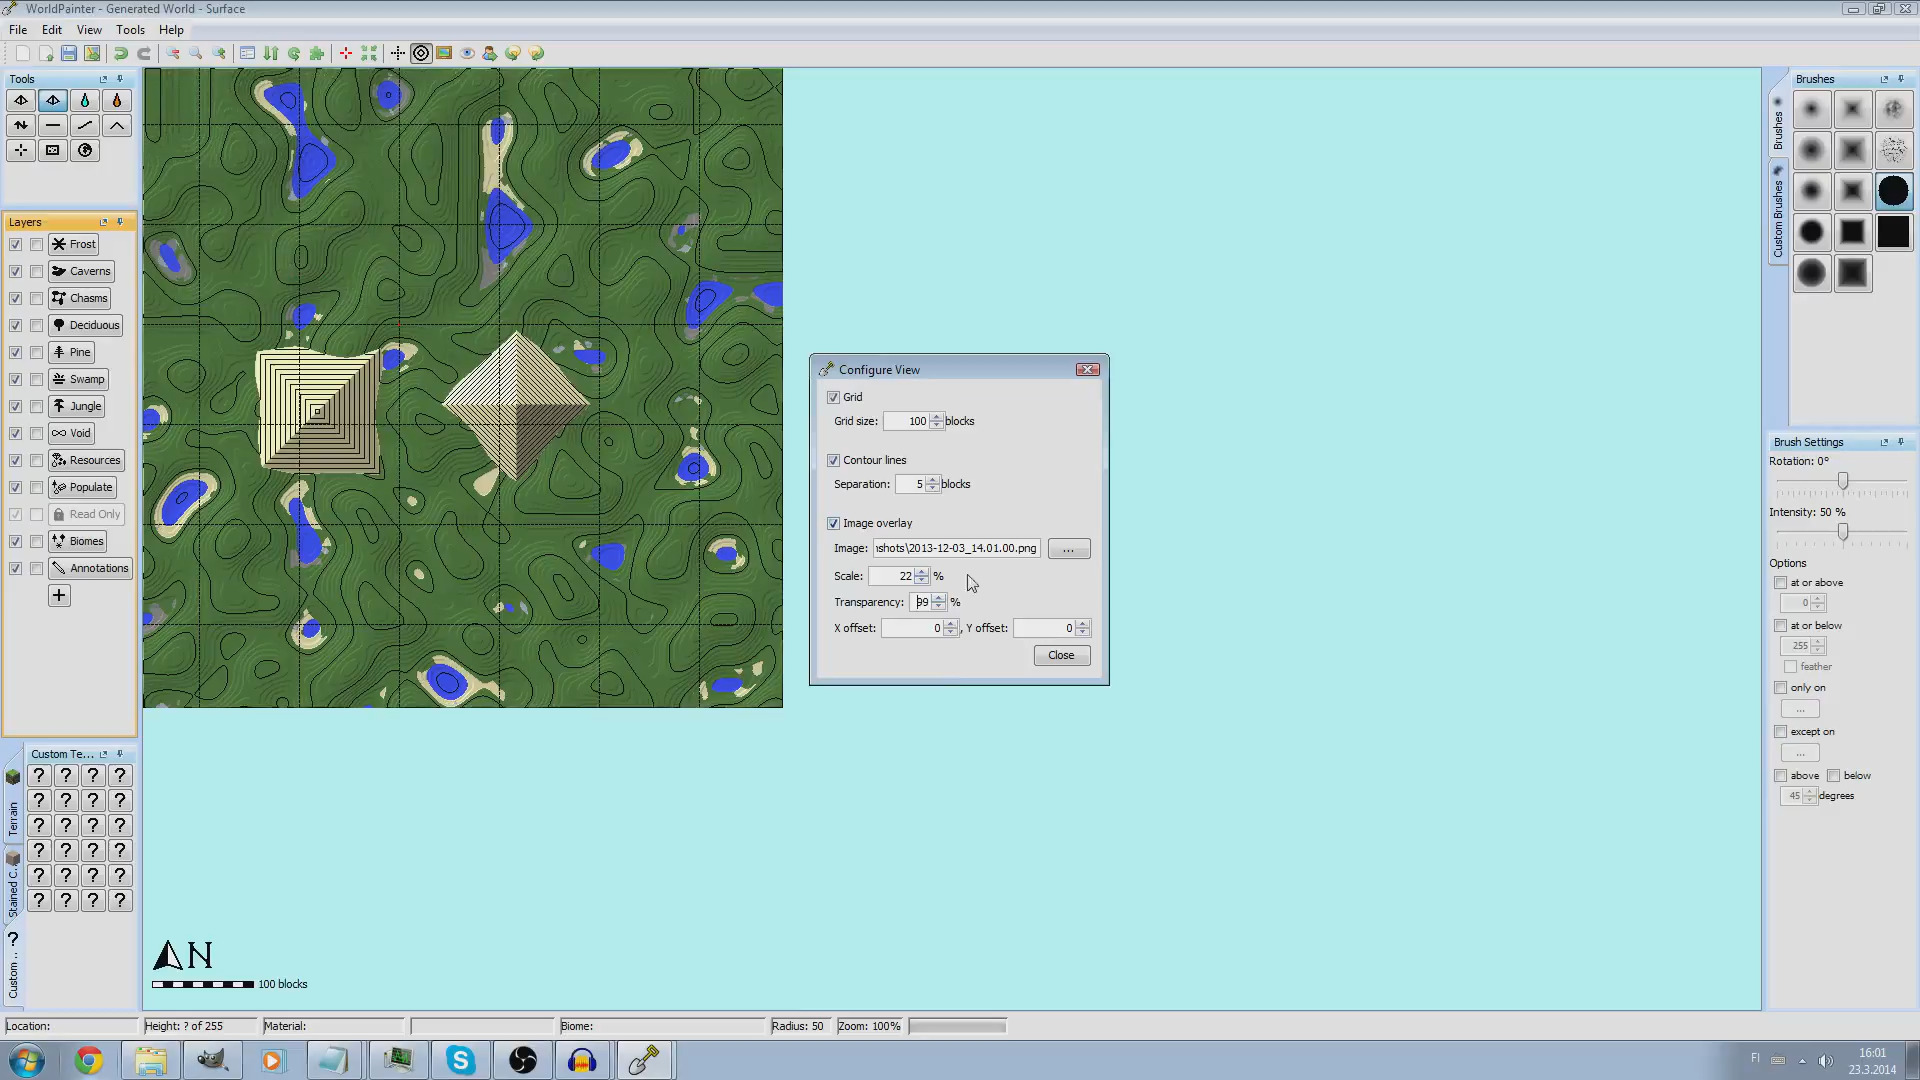 WorldPainter - Generated World - Surface
File Edit View Tools Help
Tools
Layers
Frost
Caverns
Chasms
Deciduous
Pine
Swamp
Jungle
Void
Resources
Populate
Read Only
Biomes
Annotations
+
Custom Te...
Terrain
Stained C...
Custom ..
? ? ? ?
? ? ? ?
? ? ? ?
? ? ? ?
? ? ? ?
? ? ? ?
N
100 blocks
Configure View
Grid
Grid size: 100 blocks
Contour lines
Separation: 5 blocks
Image overlay
Image: shots\2013-12-03_14.01.00.png ...
Scale: 22 %
Transparency: 99 %
X offset: 0 , Y offset: 0
Close
Brushes
Brushes
Custom Brushes
Brush Settings
Rotation: 0°
Intensity: 50 %
Options
at or above
0
at or below
255
feather
only on
...
except on
...
above below
45 degrees
Location: Height: ? of 255 Material: Biome: Radius: 50 Zoom: 100%
FI
16:01
23.3.2014